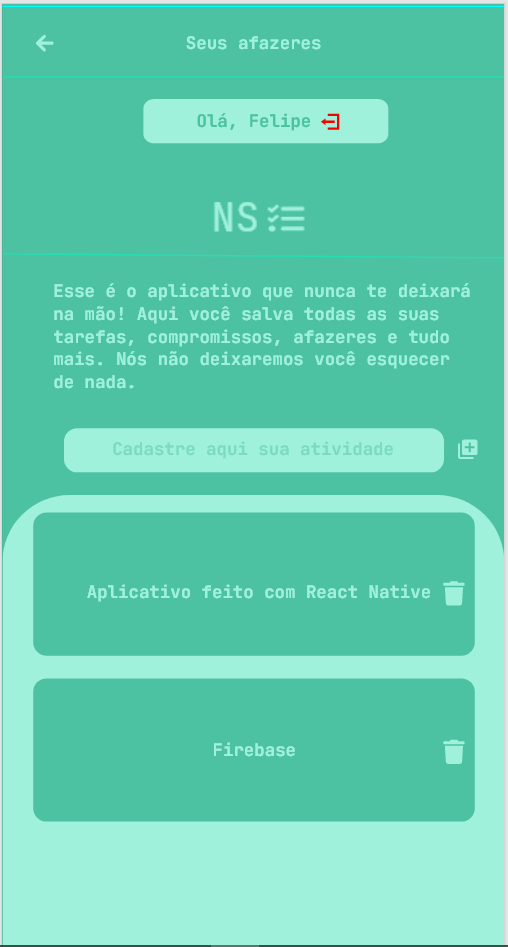 Seus afazeres
Olá, Felipe
NS
Esse é o aplicativo que nunca te deixará
na mão! Aqui você salva todas as suas
tarefas, compromissos, afazeres e tudo
mais. Nós não deixaremos você esquecer
de nada.
Cadastre aqui sua atividade
Aplicativo feito com React Native
Firebase